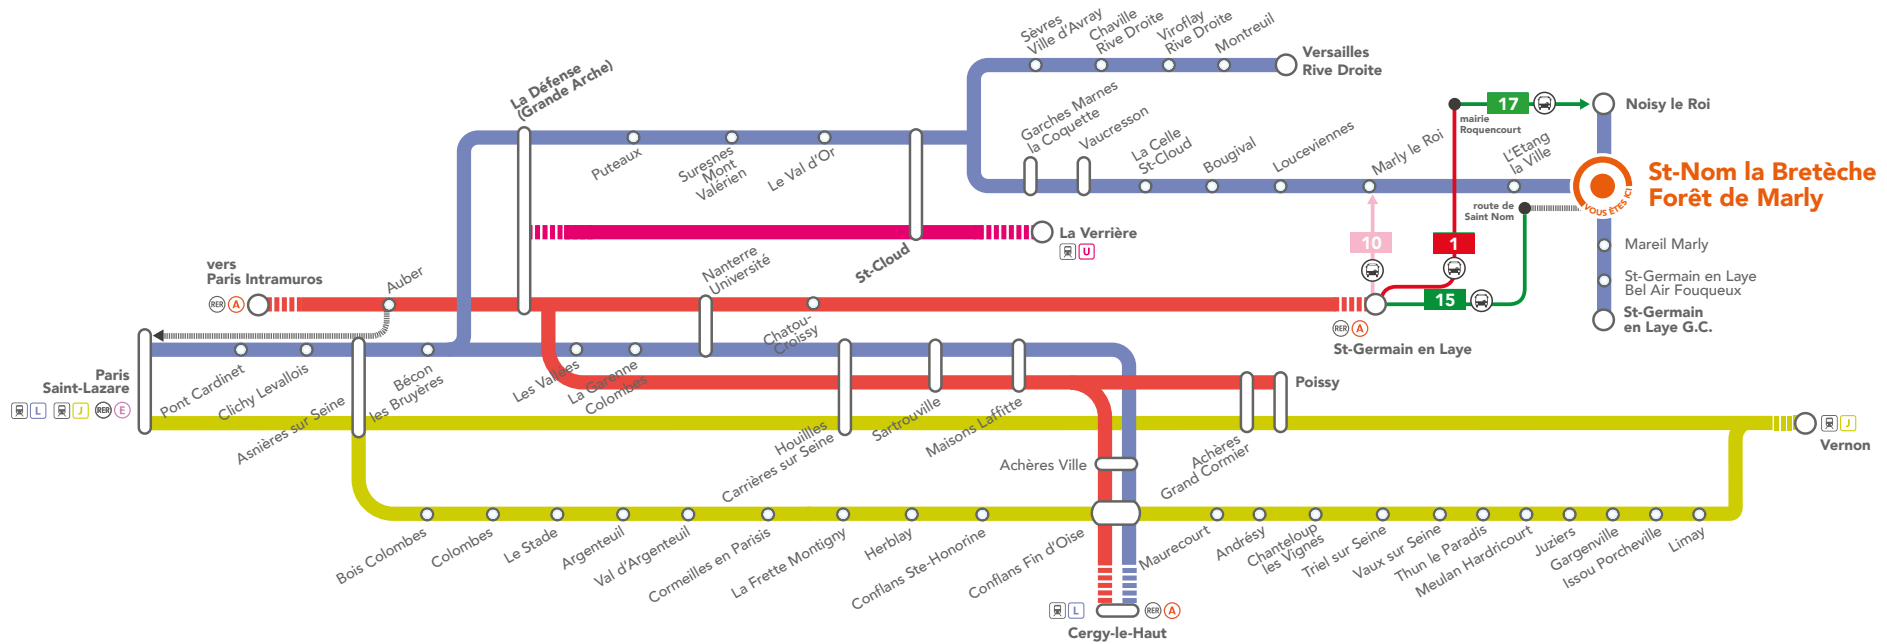 Sèvres
Ville d'Avray
Chaville
Rive Droite
Viroflay
Rive Droite
Montreuil
Versailles
Rive Droite
La Défense
(Grande Arche)
Puteaux
Suresnes
Mont
Valérien
Le Val d'Or
St-Cloud
Garches Marnes
la Coquette
Vaucresson
La Celle
St-Cloud
Bougival
Louceviennes
Marly le Roi
L'Etang
la Ville
mairie
Roquencourt
17
Noisy le Roi
St-Nom la Bretèche
Forêt de Marly
VOUS ÊTES ICI
route de
Saint Nom
10
1
15
Mareil Marly
St-Germain en Laye
Bel Air Fouqueux
St-Germain
en Laye G.C.
La Verrière
U
vers
Paris Intramuros
RER A
Auber
Nanterre
Université
Chatou-
Croissy
RER A
St-Germain en Laye
Paris
Saint-Lazare
L J RER E
Pont Cardinet
Clichy Levallois
Asnières sur Seine
Bécon
les Bruyères
Les Vallées
La Garenne
Colombes
Houillles
Carrières sur Seine
Sartrouville
Maisons Laffitte
Poissy
Achères
Grand Cormier
Achères Ville
J
Vernon
Bois Colombes
Colombes
Le Stade
Argenteuil
Val d'Argenteuil
Cormeilles en Parisis
La Frette Montigny
Herblay
Conflans Ste-Honorine
Conflans Fin d'Oise
Maurecourt
Andrésy
Chanteloup
les Vignes
Triel sur Seine
Vaux sur Seine
Thun le Paradis
Meulan Hardricourt
Juziers
Gargenville
Issou Porcheville
Limay
L
RER A
Cergy-le-Haut